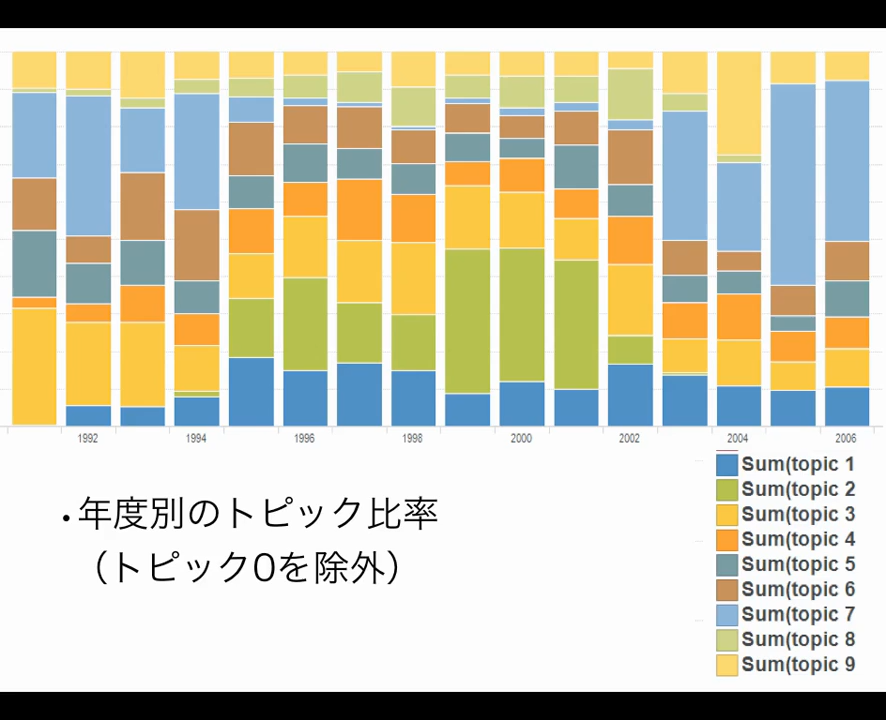 1992 1994 1996 1998 2000 2002 2004 2006
Sum(topic 1
Sum(topic 2
Sum(topic 3
Sum(topic 4
Sum(topic 5
Sum(topic 6
Sum(topic 7
Sum(topic 8
Sum(topic 9
・年度別のトピック比率
（トピック0を除外）